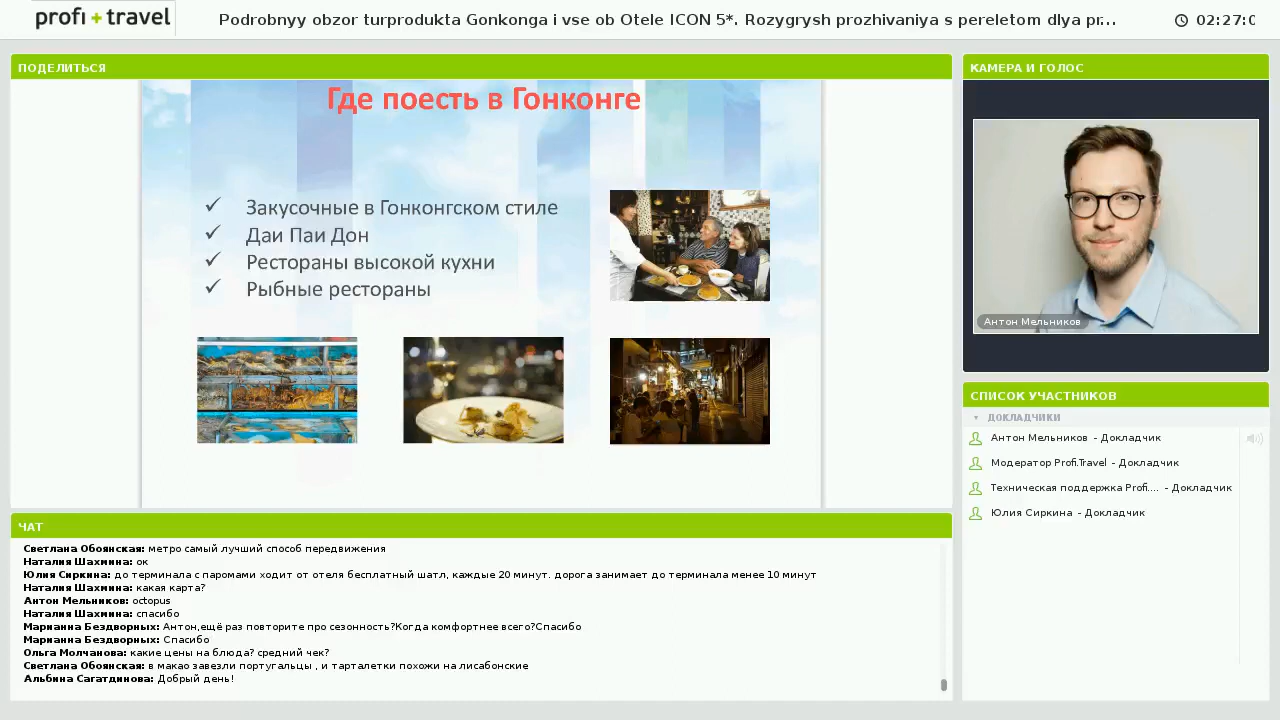 profi + travel
Podrobnyy obzor turprodukta Gonkonga i vse ob Otele ICON 5*. Rozygrysh prozhivaniya s pereletom dlya pr...
02:27:0
ПОДЕЛИТЬСЯ
Где поесть в Гонконге
✓ Закусочные в Гонконгском стиле
✓ Даи Паи Дон
✓ Рестораны высокой кухни
✓ Рыбные рестораны
КАМЕРА И ГОЛОС
Антон Мельников
СПИСОК УЧАСТНИКОВ
ДОКЛАДЧИКИ
Антон Мельников - Докладчик
Модератор Profi.Travel - Докладчик
Техническая поддержка Profi.... - Докладчик
Юлия Сиркина - Докладчик
ЧАТ
Светлана Обоянская: метро самый лучший способ передвижения
Наталия Шахмина: ок
Юлия Сиркина: до терминала с паромами ходит от отеля бесплатный шатл, каждые 20 минут. дорога занимает до терминала менее 10 минут
Наталия Шахмина: какая карта?
Антон Мельников: octopus
Наталия Шахмина: спасибо
Марианна Бездворных: Антон,ещё раз повторите про сезонность?Когда комфортнее всего?Спасибо
Марианна Бездворных: Спасибо
Ольга Молчанова: какие цены на блюда? средний чек?
Светлана Обоянская: в макао завезли португальцы , и тарталетки похожи на лисабонские
Альбина Сагатдинова: Добрый день!